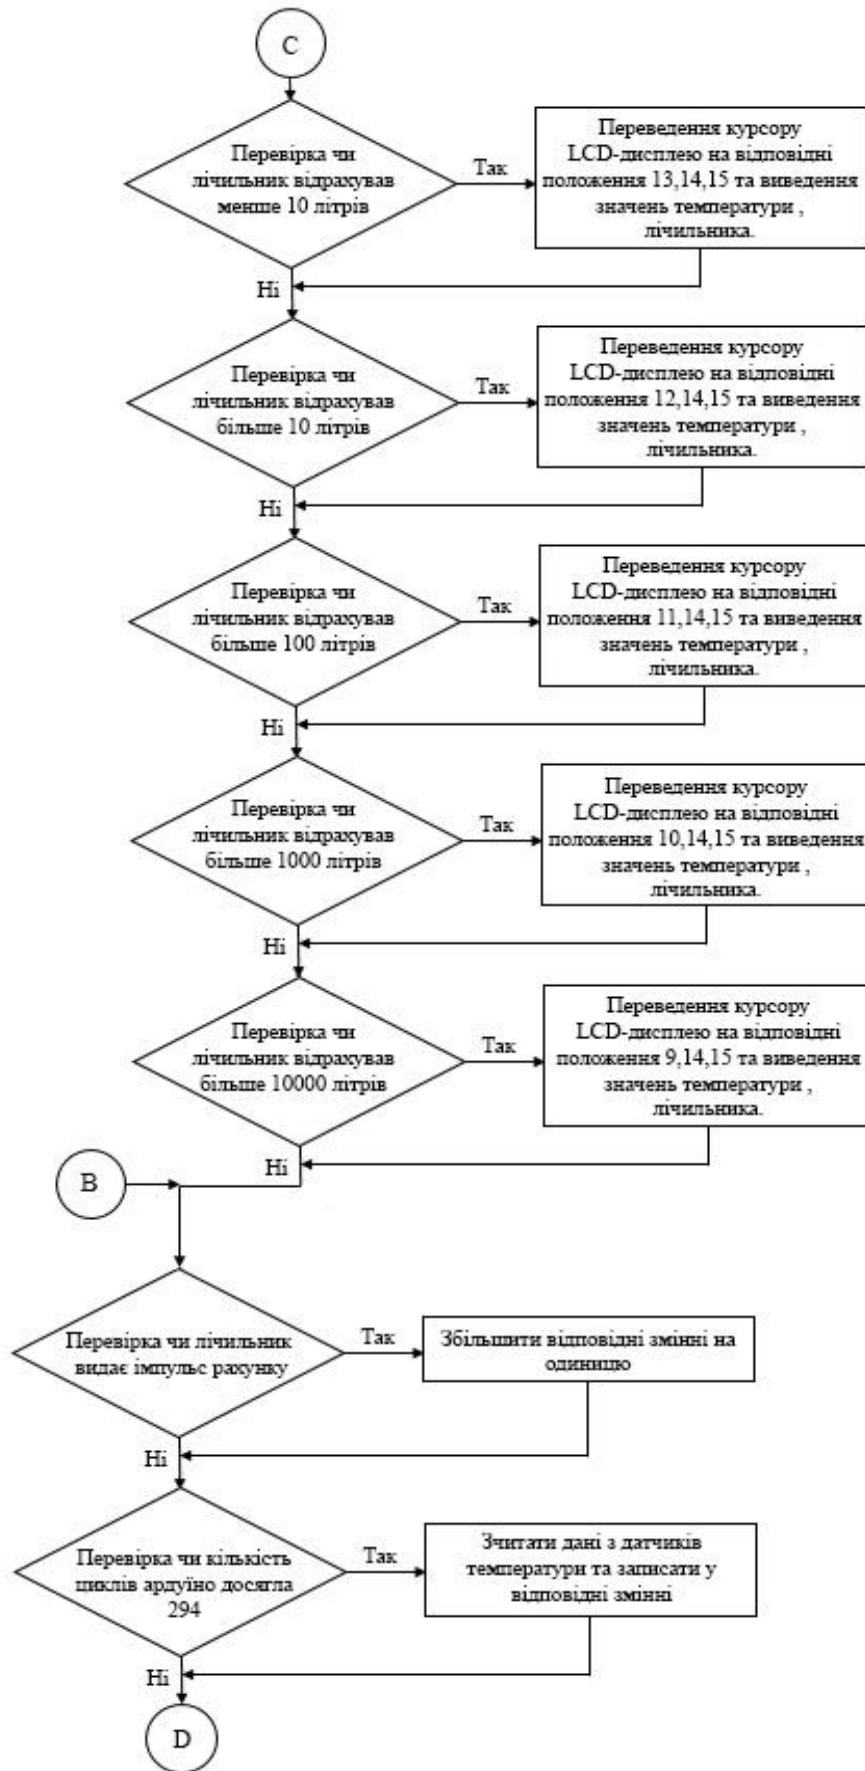 C
Перевірка чи
лічильник відрахував
менше 10 літрів
Так
Переведення курсору
LCD-дисплею на відповідні
положення 13,14,15 та виведення
значень температури ,
лічильника.
Ні
Перевірка чи
лічильник відрахував
більше 10 літрів
Так
Переведення курсору
LCD-дисплею на відповідні
положення 12,14,15 та виведення
значень температури ,
лічильника.
Ні
Перевірка чи
лічильник відрахував
більше 100 літрів
Так
Переведення курсору
LCD-дисплею на відповідні
положення 11,14,15 та виведення
значень температури ,
лічильника.
Ні
Перевірка чи
лічильник відрахував
більше 1000 літрів
Так
Переведення курсору
LCD-дисплею на відповідні
положення 10,14,15 та виведення
значень температури ,
лічильника.
Ні
Перевірка чи
лічильник відрахував
більше 10000 літрів
Так
Переведення курсору
LCD-дисплею на відповідні
положення 9,14,15 та виведення
значень температури ,
лічильника.
Ні
B
Перевірка чи лічильник
видає імпульс рахунку
Так
Збільшити відповідні змінні на
одиницю
Ні
Перевірка чи кількість
циклів ардуїно досягла
294
Так
Зчитати дані з датчиків
температури та записати у
відповідні змінні
Ні
D